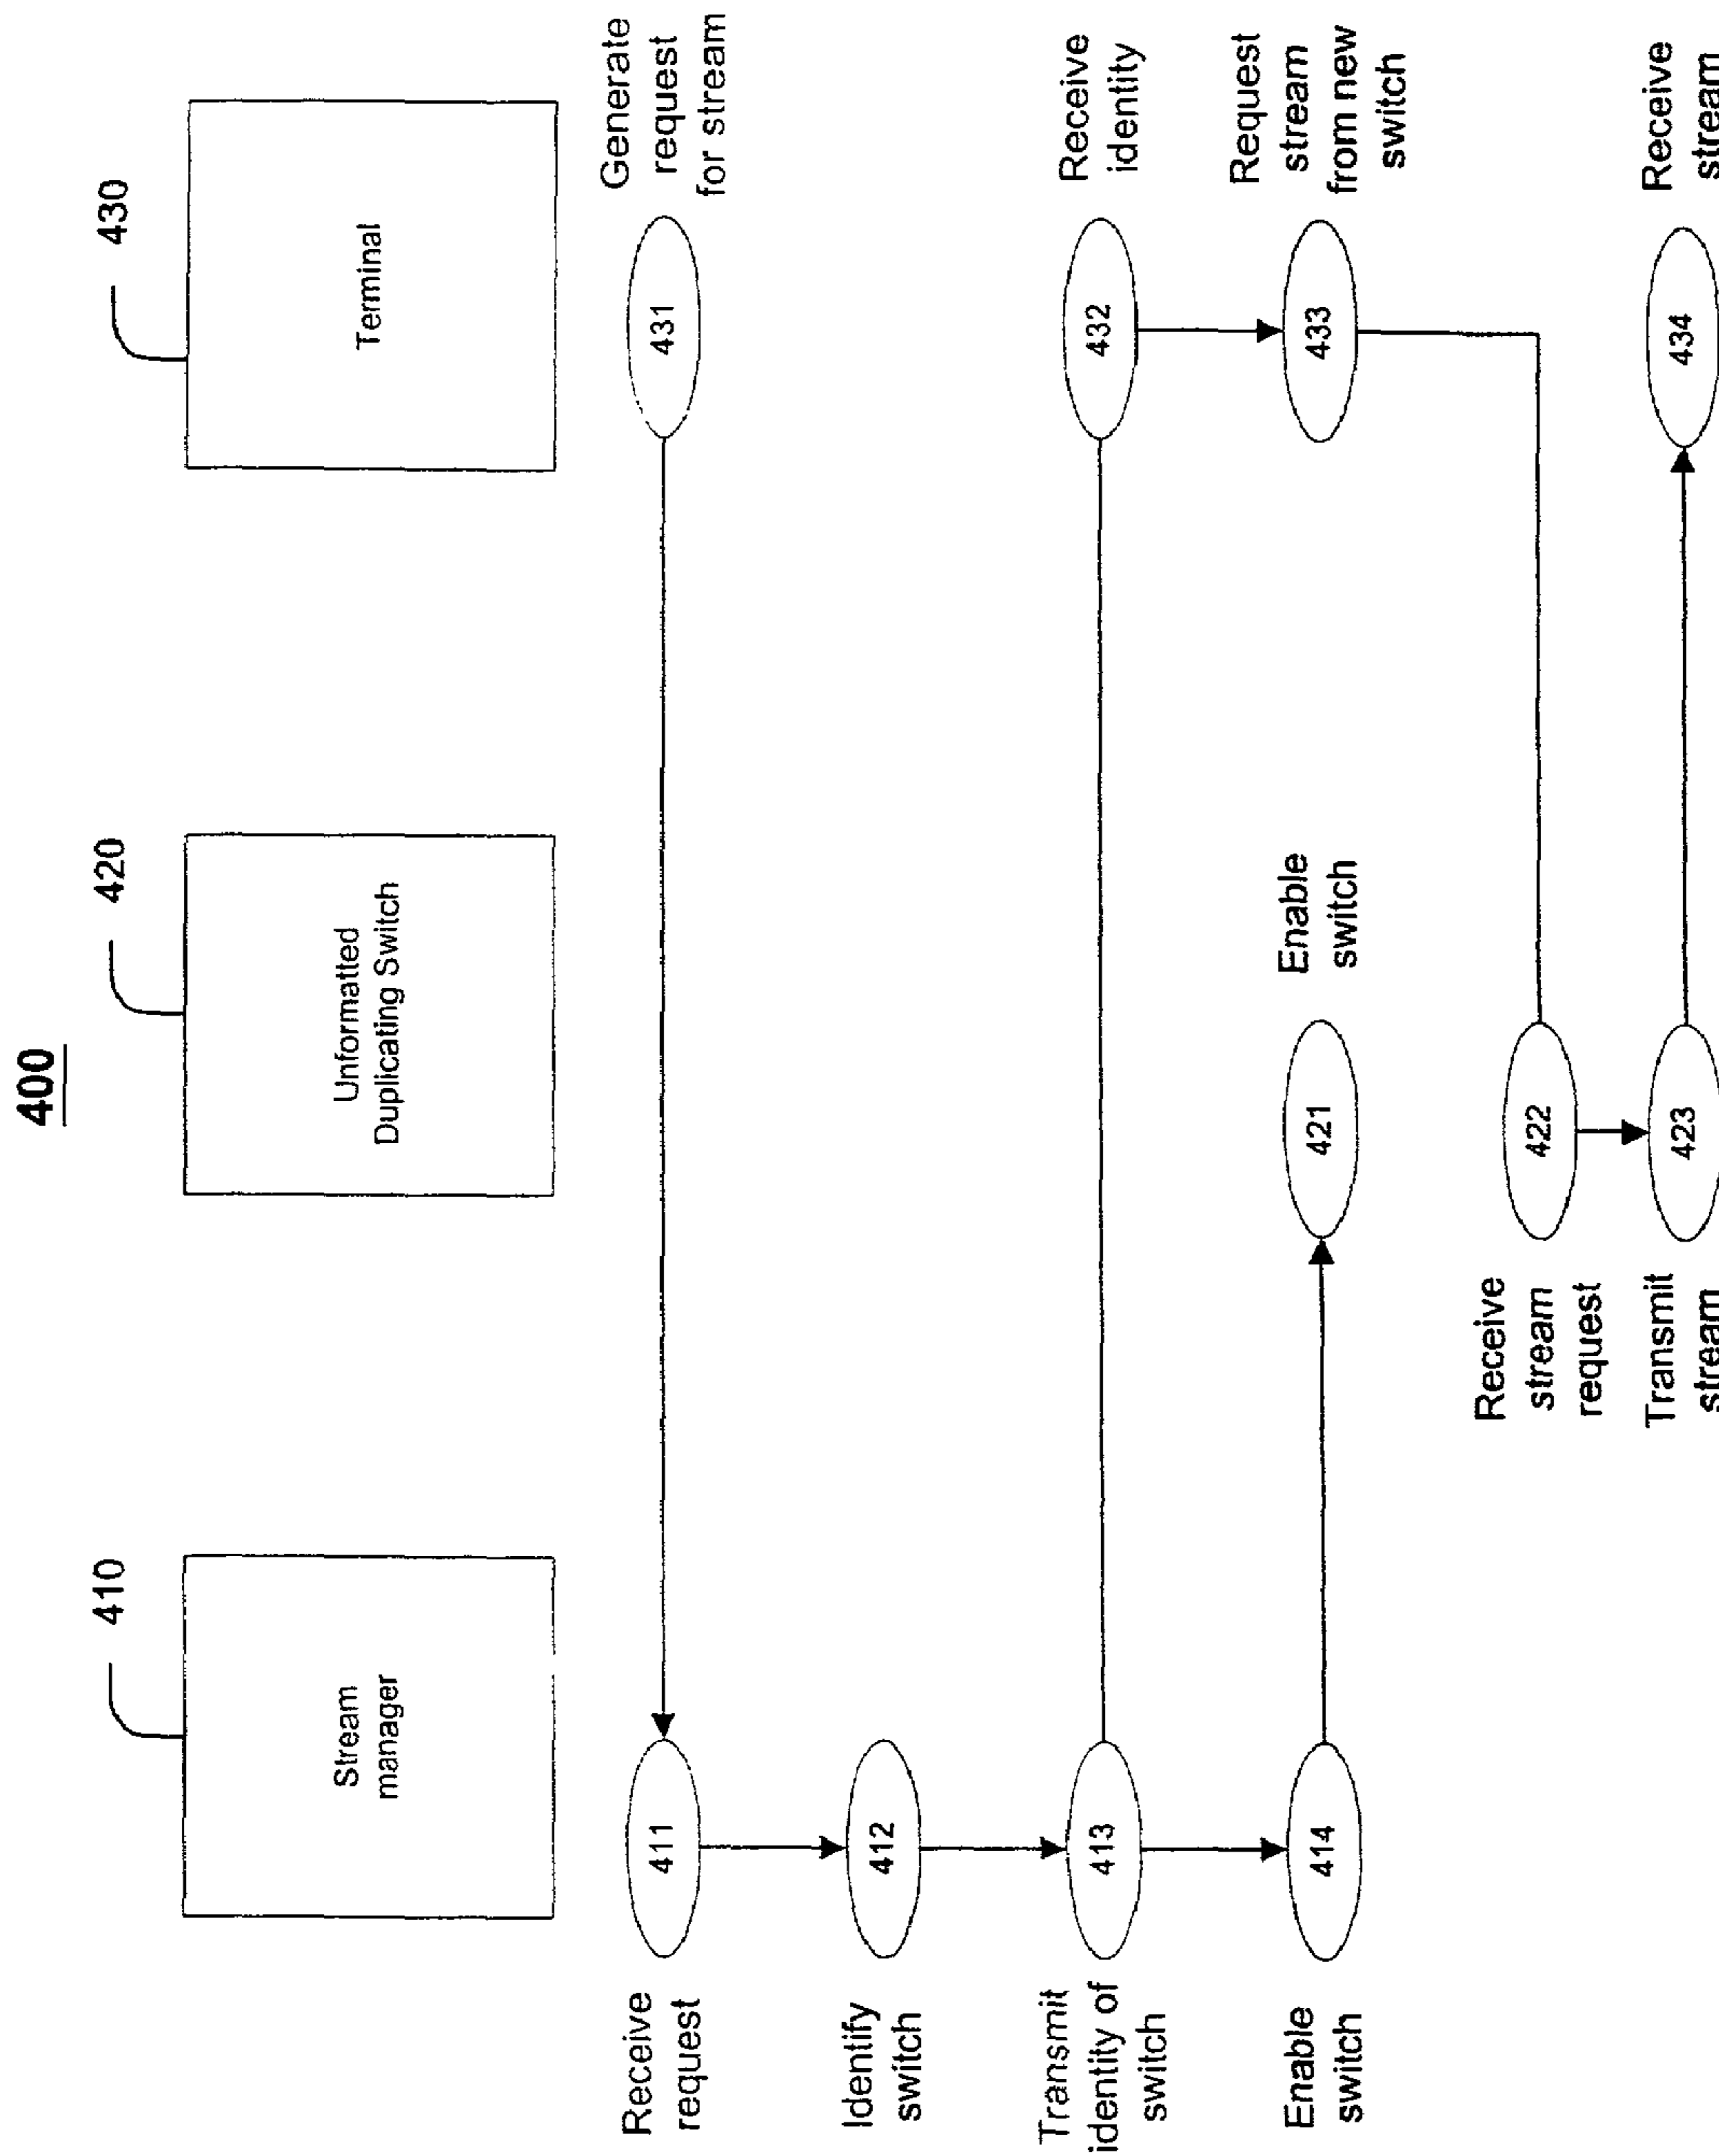 400
410
420
430
Stream
manager
Unformatted
Duplicating Switch
Terminal
Receive
request
411
431
Generate
request
for stream
Identify
switch
412
Transmit
identity of
switch
413
432
Receive
identity
Enable
switch
414
421
Enable
switch
433
Request
stream
from new
switch
Receive
stream
request
422
Transmit
stream
423
434
Receive
stream